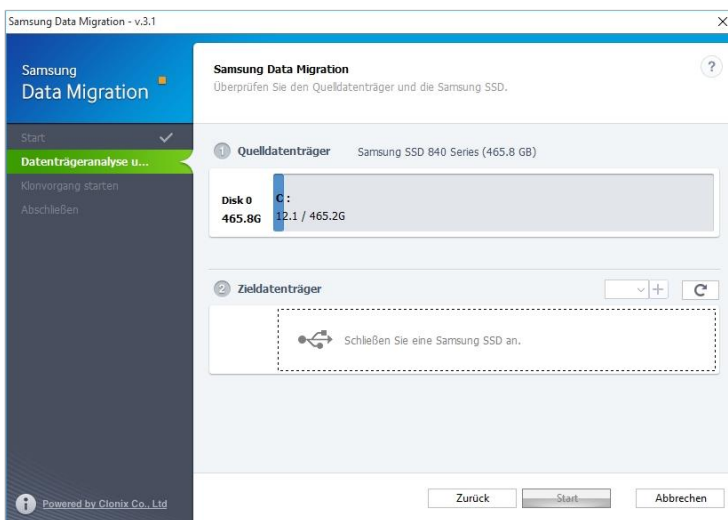 Samsung Data Migration - v.3.1
Samsung
Data Migration
Samsung Data Migration
Überprüfen Sie den Quelldatenträger und die Samsung SSD.
?
Start
Datenträgeranalyse u...
Klonvorgang starten
Abschließen
1 Quelldatenträger Samsung SSD 840 Series (465.8 GB)
Disk 0
465.8G
C :
12.1 / 465.2G
2 Zieldatenträger
Schließen Sie eine Samsung SSD an.
Powered by Clonix Co., Ltd
Zurück Start Abbrechen